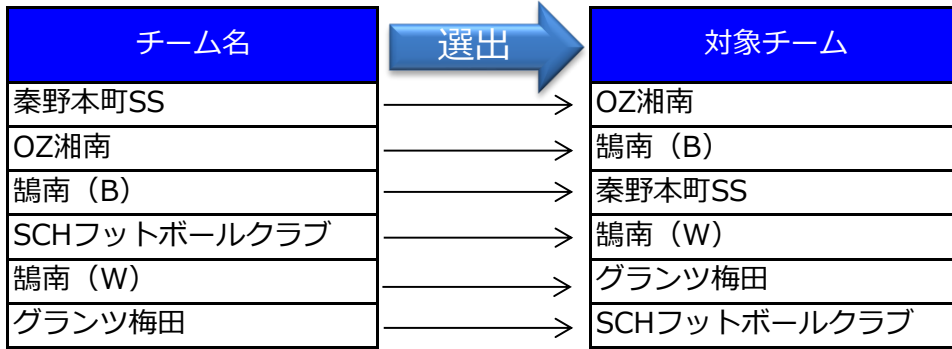 チーム名 選出 対象チーム
秦野本町SS OZ湘南
OZ湘南 鵠南（B）
鵠南（B） 秦野本町SS
SCHフットボールクラブ 鵠南（W）
鵠南（W） グランツ梅田
グランツ梅田 SCHフットボールクラブ